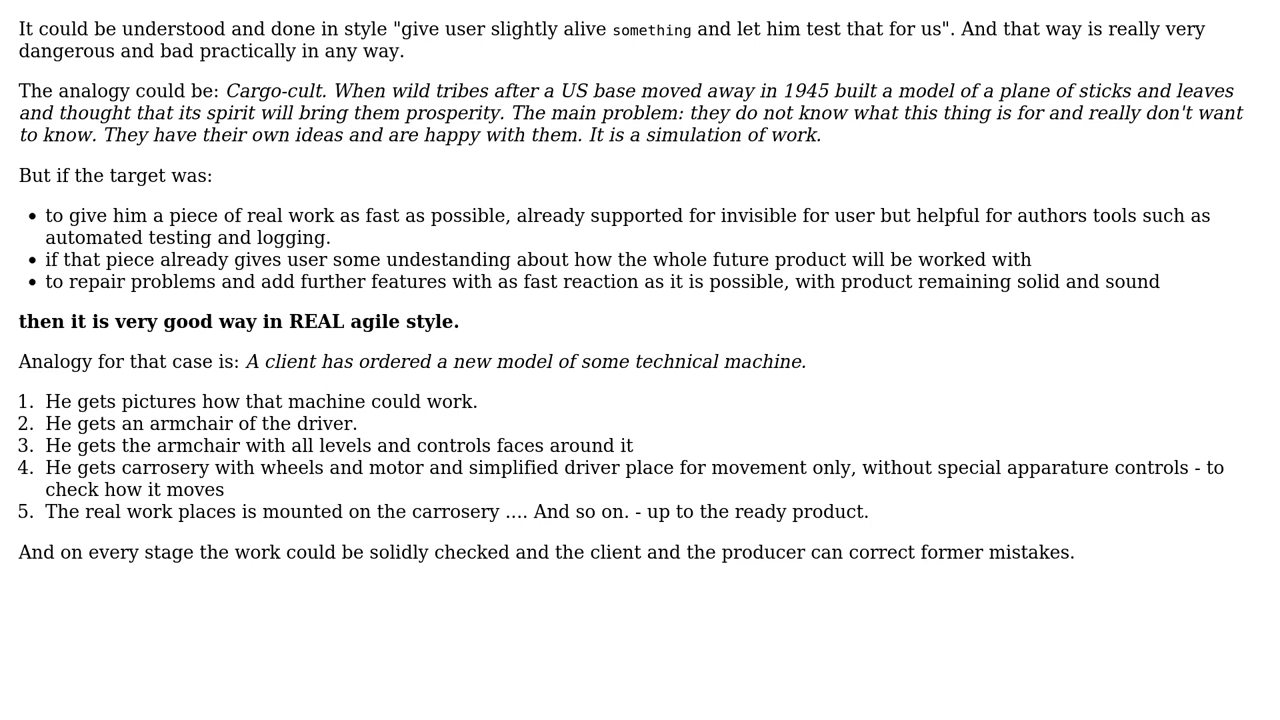 It could be understood and done in style "give user slightly alive something and let him test that for us". And that way is really very
dangerous and bad practically in any way.
The analogy could be: Cargo-cult. When wild tribes after a US base moved away in 1945 built a model of a plane of sticks and leaves
and thought that its spirit will bring them prosperity. The main problem: they do not know what this thing is for and really don't want
to know. They have their own ideas and are happy with them. It is a simulation of work.
But if the target was:
• to give him a piece of real work as fast as possible, already supported for invisible for user but helpful for authors tools such as
automated testing and logging.
• if that piece already gives user some undestanding about how the whole future product will be worked with
• to repair problems and add further features with as fast reaction as it is possible, with product remaining solid and sound
then it is very good way in REAL agile style.
Analogy for that case is: A client has ordered a new model of some technical machine.
1. He gets pictures how that machine could work.
2. He gets an armchair of the driver.
3. He gets the armchair with all levels and controls faces around it
4. He gets carrosery with wheels and motor and simplified driver place for movement only, without special apparature controls - to
check how it moves
5. The real work places is mounted on the carrosery .... And so on. - up to the ready product.
And on every stage the work could be solidly checked and the client and the producer can correct former mistakes.